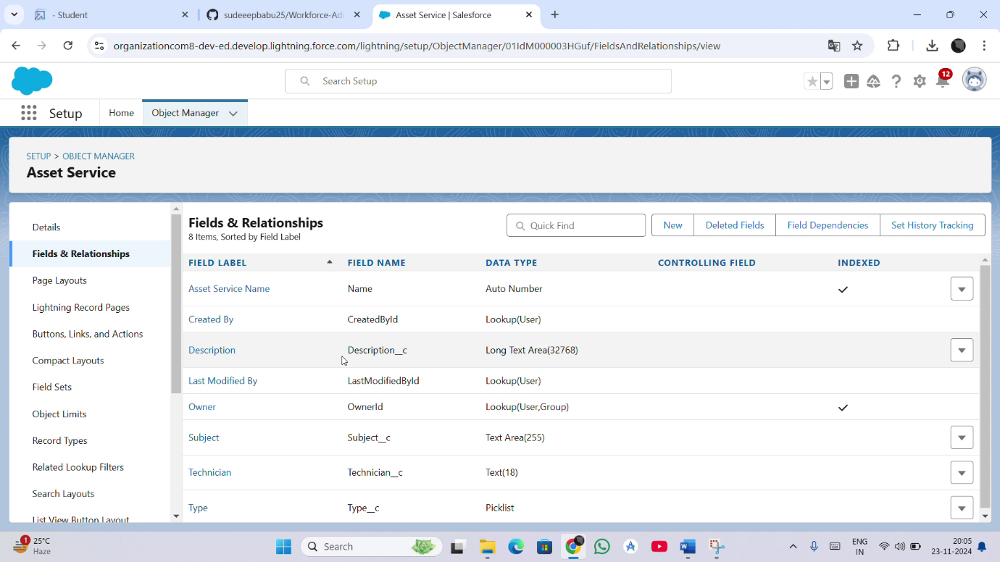 - Student
sudeeepbabu25/Workforce-Ad
Asset Service | Salesforce
organizationcom8-dev-ed.develop.lightning.force.com/lightning/setup/ObjectManager/01IdM000003HGuf/FieldsAndRelationships/view
Search Setup
12
Setup
Home
Object Manager
SETUP > OBJECT MANAGER
Asset Service
Details
Fields & Relationships
Page Layouts
Lightning Record Pages
Buttons, Links, and Actions
Compact Layouts
Field Sets
Object Limits
Record Types
Related Lookup Filters
Search Layouts
List View Button Layout
Fields & Relationships
8 Items, Sorted by Field Label
Quick Find
New
Deleted Fields
Field Dependencies
Set History Tracking
FIELD LABEL FIELD NAME DATA TYPE CONTROLLING FIELD INDEXED
Asset Service Name Name Auto Number
Created By CreatedById Lookup(User)
Description Description__c Long Text Area(32768)
Last Modified By LastModifiedById Lookup(User)
Owner OwnerId Lookup(User,Group)
Subject Subject__c Text Area(255)
Technician Technician__c Text(18)
Type Type__c Picklist
1
25°C
Haze
Search
ENG
IN
20:05
23-11-2024